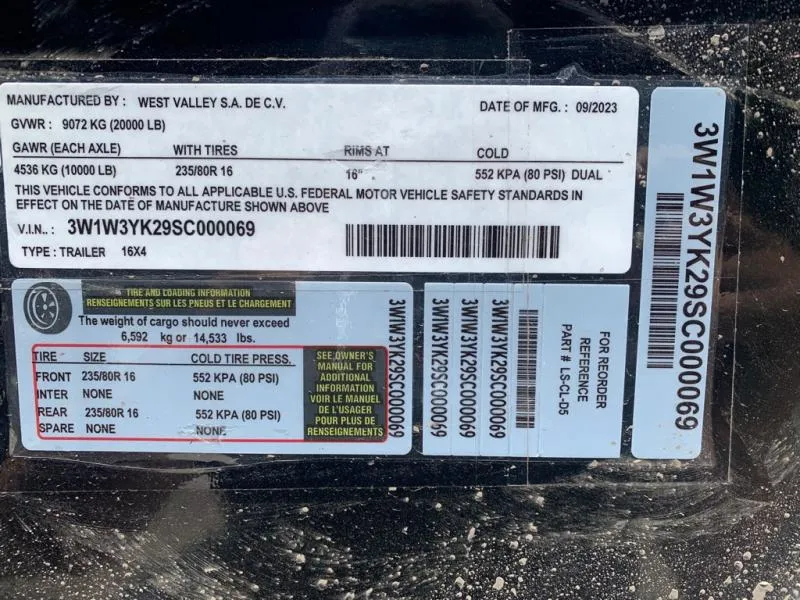 MANUFACTURED BY : WEST VALLEY S.A. DE C.V. DATE OF MFG. : 09/2023
GVWR : 9072 KG (20000 LB)
GAWR (EACH AXLE) WITH TIRES RIMS AT COLD
4536 KG (10000 LB) 235/80R 16 16" 552 KPA (80 PSI) DUAL
THIS VEHICLE CONFORMS TO ALL APPLICABLE U.S. FEDERAL MOTOR VEHICLE SAFETY STANDARDS IN
EFFECT ON THE DATE OF MANUFACTURE SHOWN ABOVE
V.I.N.. : 3W1W3YK29SC000069
TYPE : TRAILER 16X4
TIRE AND LOADING INFORMATION
RENSEIGNEMENTS SUR LES PNEUS ET LE CHARGEMENT
The weight of cargo should never exceed
6,592 kg or 14,533 lbs.
TIRE SIZE COLD TIRE PRESS.
FRONT 235/80R 16 552 KPA (80 PSI)
INTER NONE NONE
REAR 235/80R 16 552 KPA (80 PSI)
SPARE NONE NONE
SEE OWNER'S
MANUAL FOR
ADDITIONAL
INFORMATION
VOIR LE MANUEL
DE L'USAGER
POUR PLUS DE
RENSEIGNEMENTS
3W1W3YK29SC000069
3W1W3YK29SC000069
3W1W3YK29SC000069
3W1W3YK29SC000069
FOR REORDER
REFERENCE
PART # LS-CL-D5
3W1W3YK29SC000069